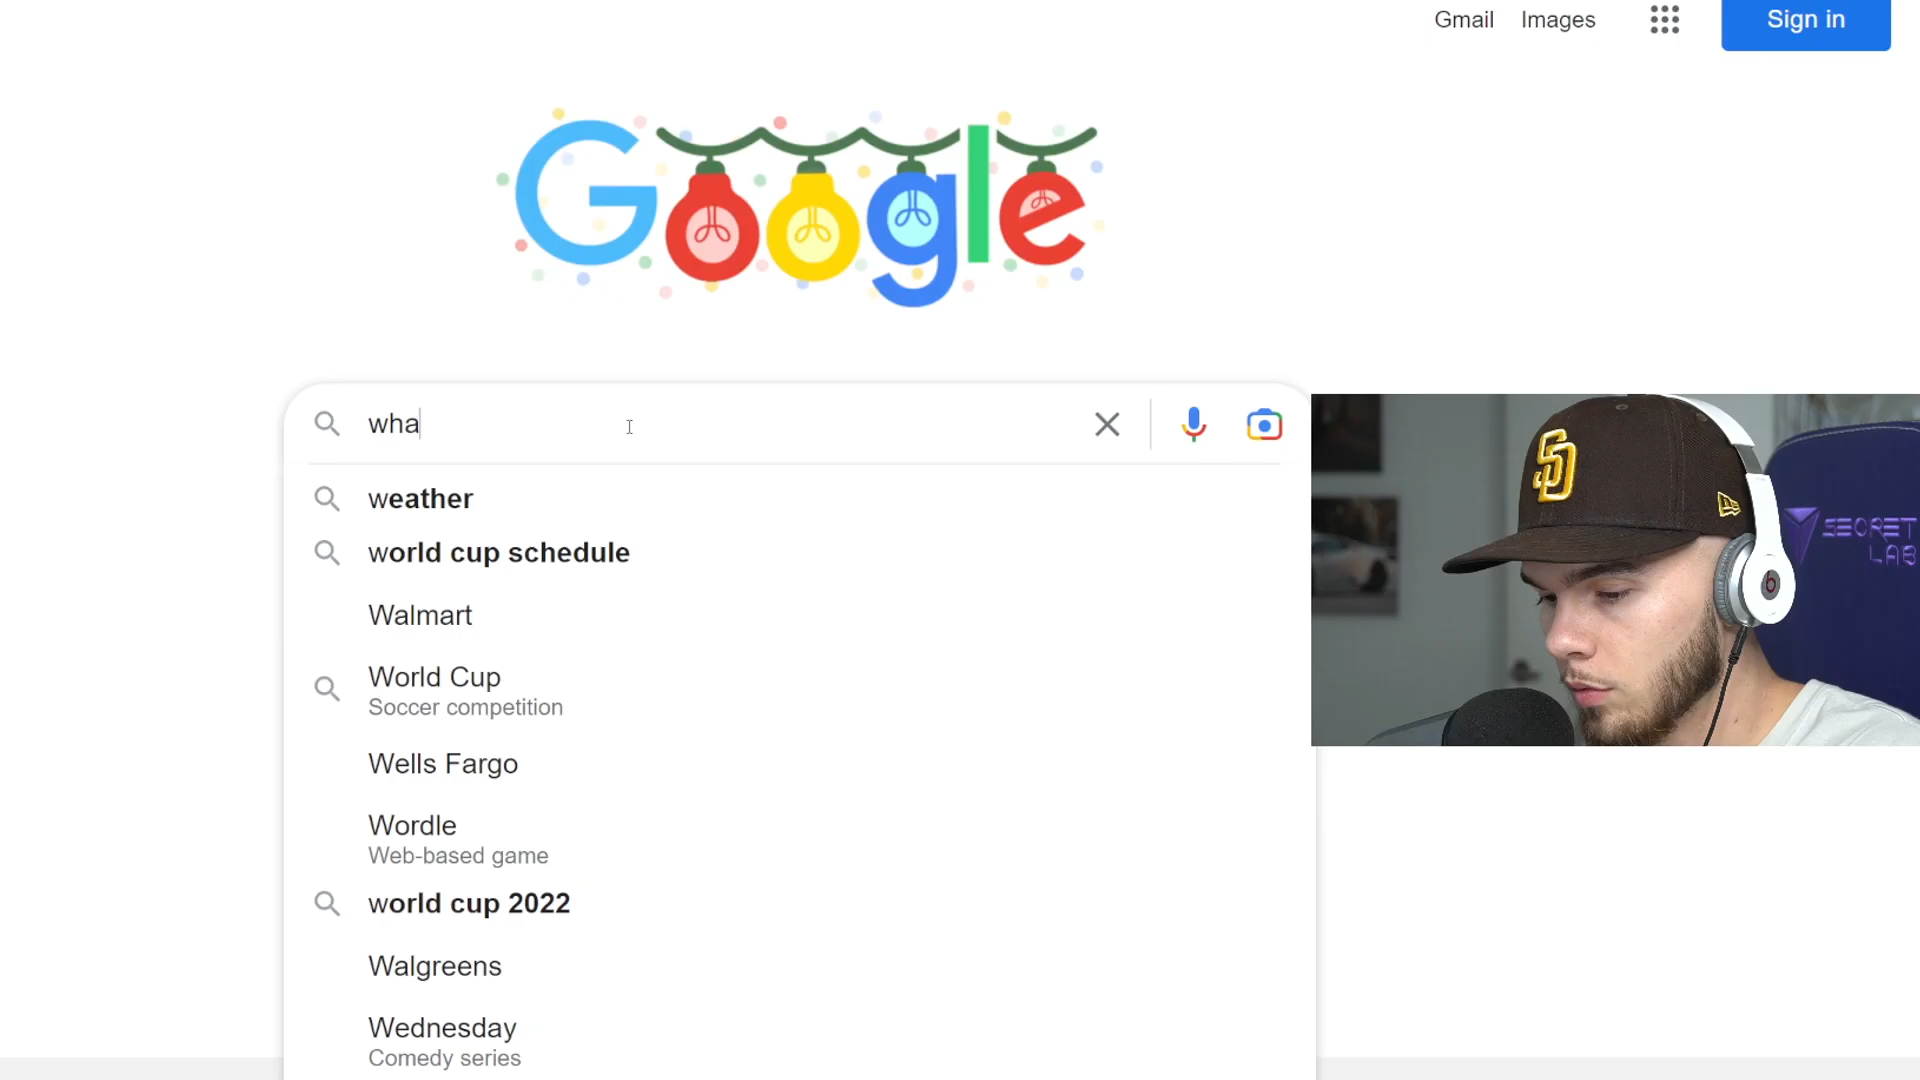 Gmail Images Sign in
Google
wha
weather
world cup schedule
Walmart
World Cup
Soccer competition
Wells Fargo
Wordle
Web-based game
world cup 2022
Walgreens
Wednesday
Comedy series
SD
SECRET
LAB